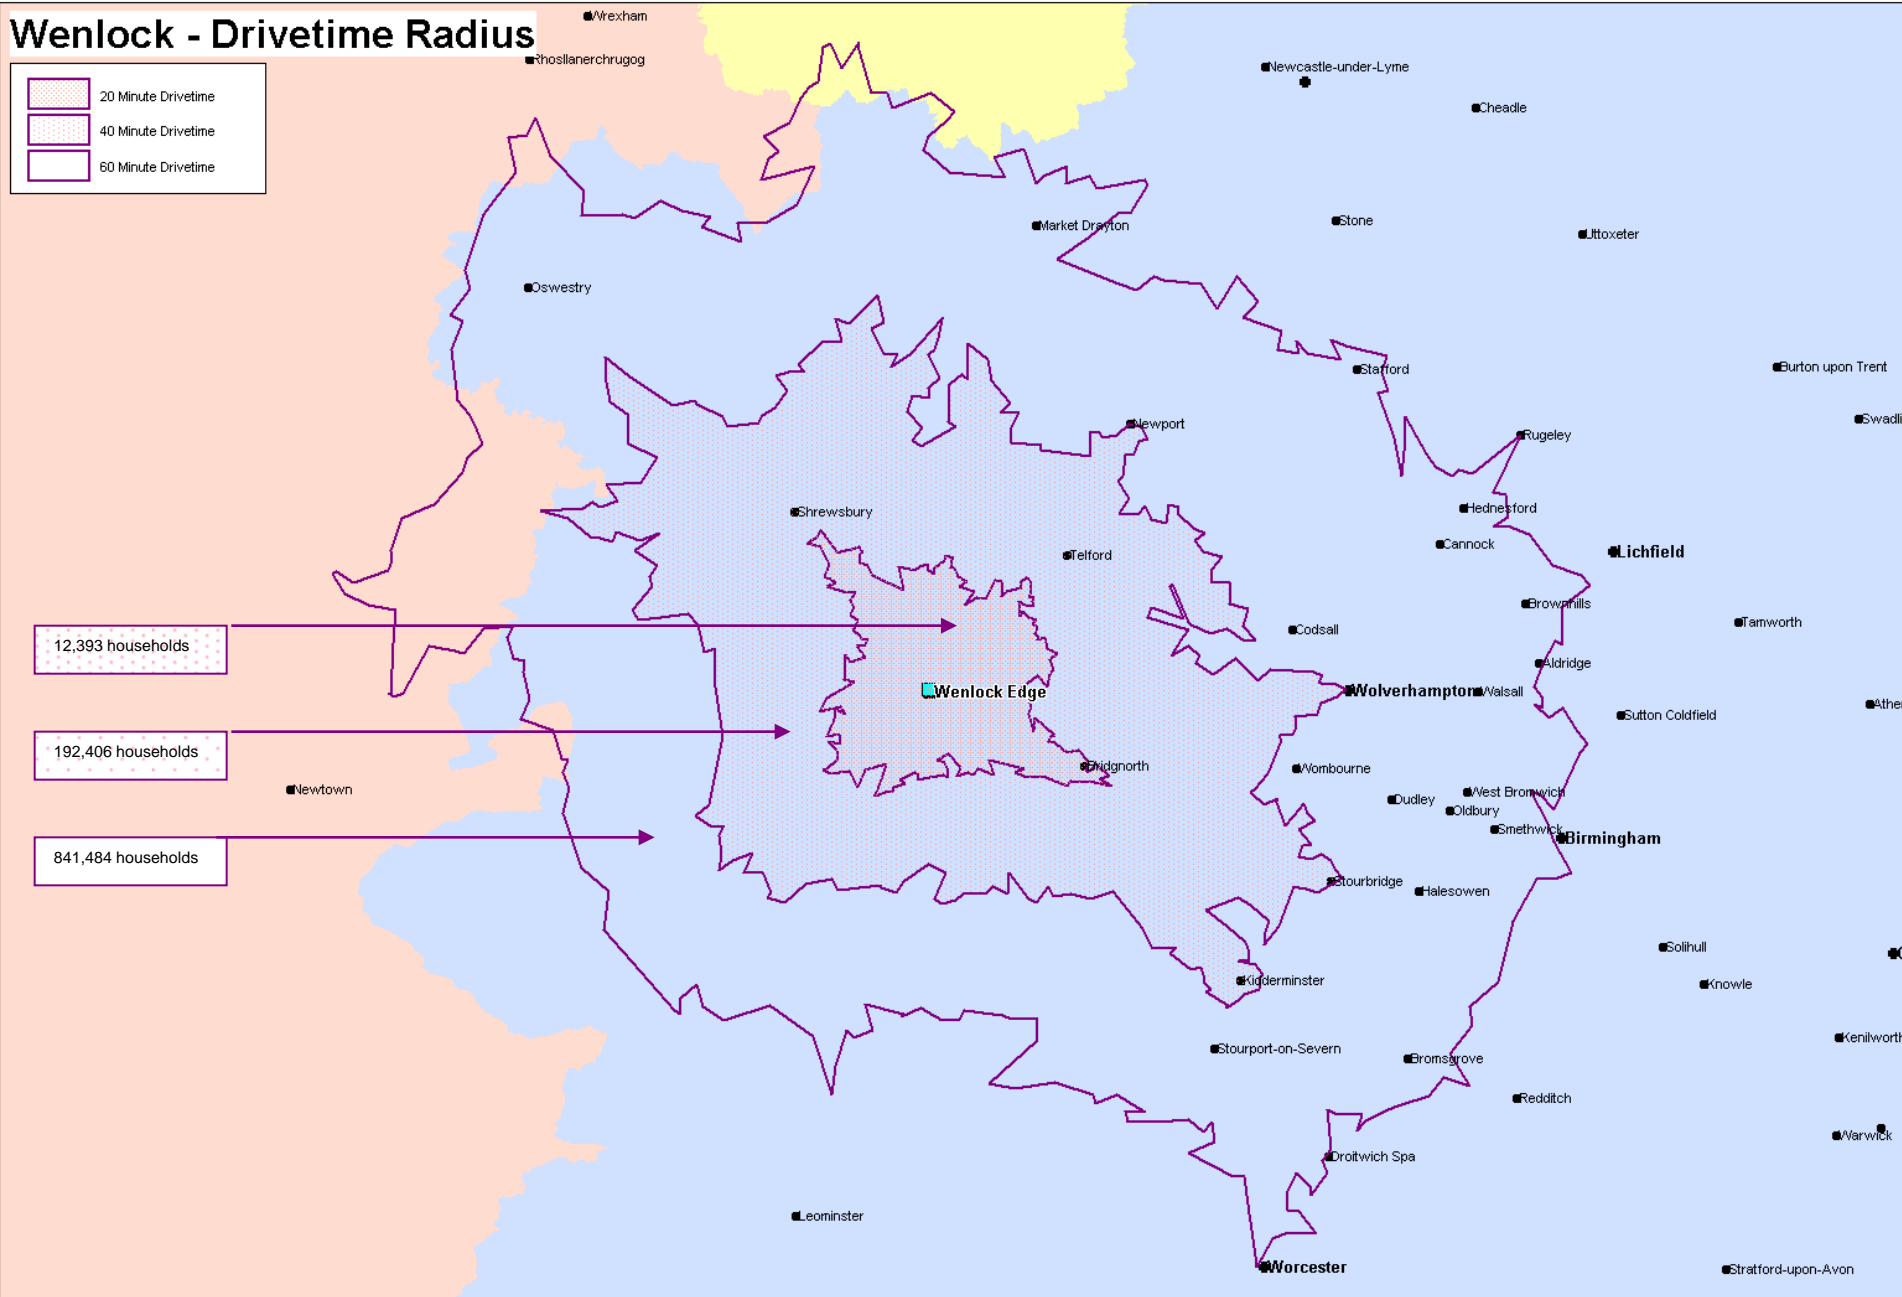 Wenlock - Drivetime Radius
20 Minute Drivetime
40 Minute Drivetime
60 Minute Drivetime
Wrexham
Rhosllanerchrugog
Newcastle-under-Lyme
Cheadle
Market Drayton
Stone
Uttoxeter
Oswestry
Stafford
Burton upon Trent
Swadli
Newport
Rugeley
Shrewsbury
Hednesford
Telford
Cannock
Lichfield
Brownhills
Tamworth
Codsall
12,393 households
Aldridge
Wenlock Edge
Wolverhampton
Walsall
Athe
Sutton Coldfield
192,406 households
Bridgnorth
Wombourne
Newtown
Dudley
West Bromwich
Oldbury
Smethwick
Birmingham
841,484 households
Stourbridge
Halesowen
Solihull
Kidderminster
Knowle
Kenilworth
Stourport-on-Severn
Bromsgrove
Redditch
Warwick
Droitwich Spa
Leominster
Worcester
Stratford-upon-Avon